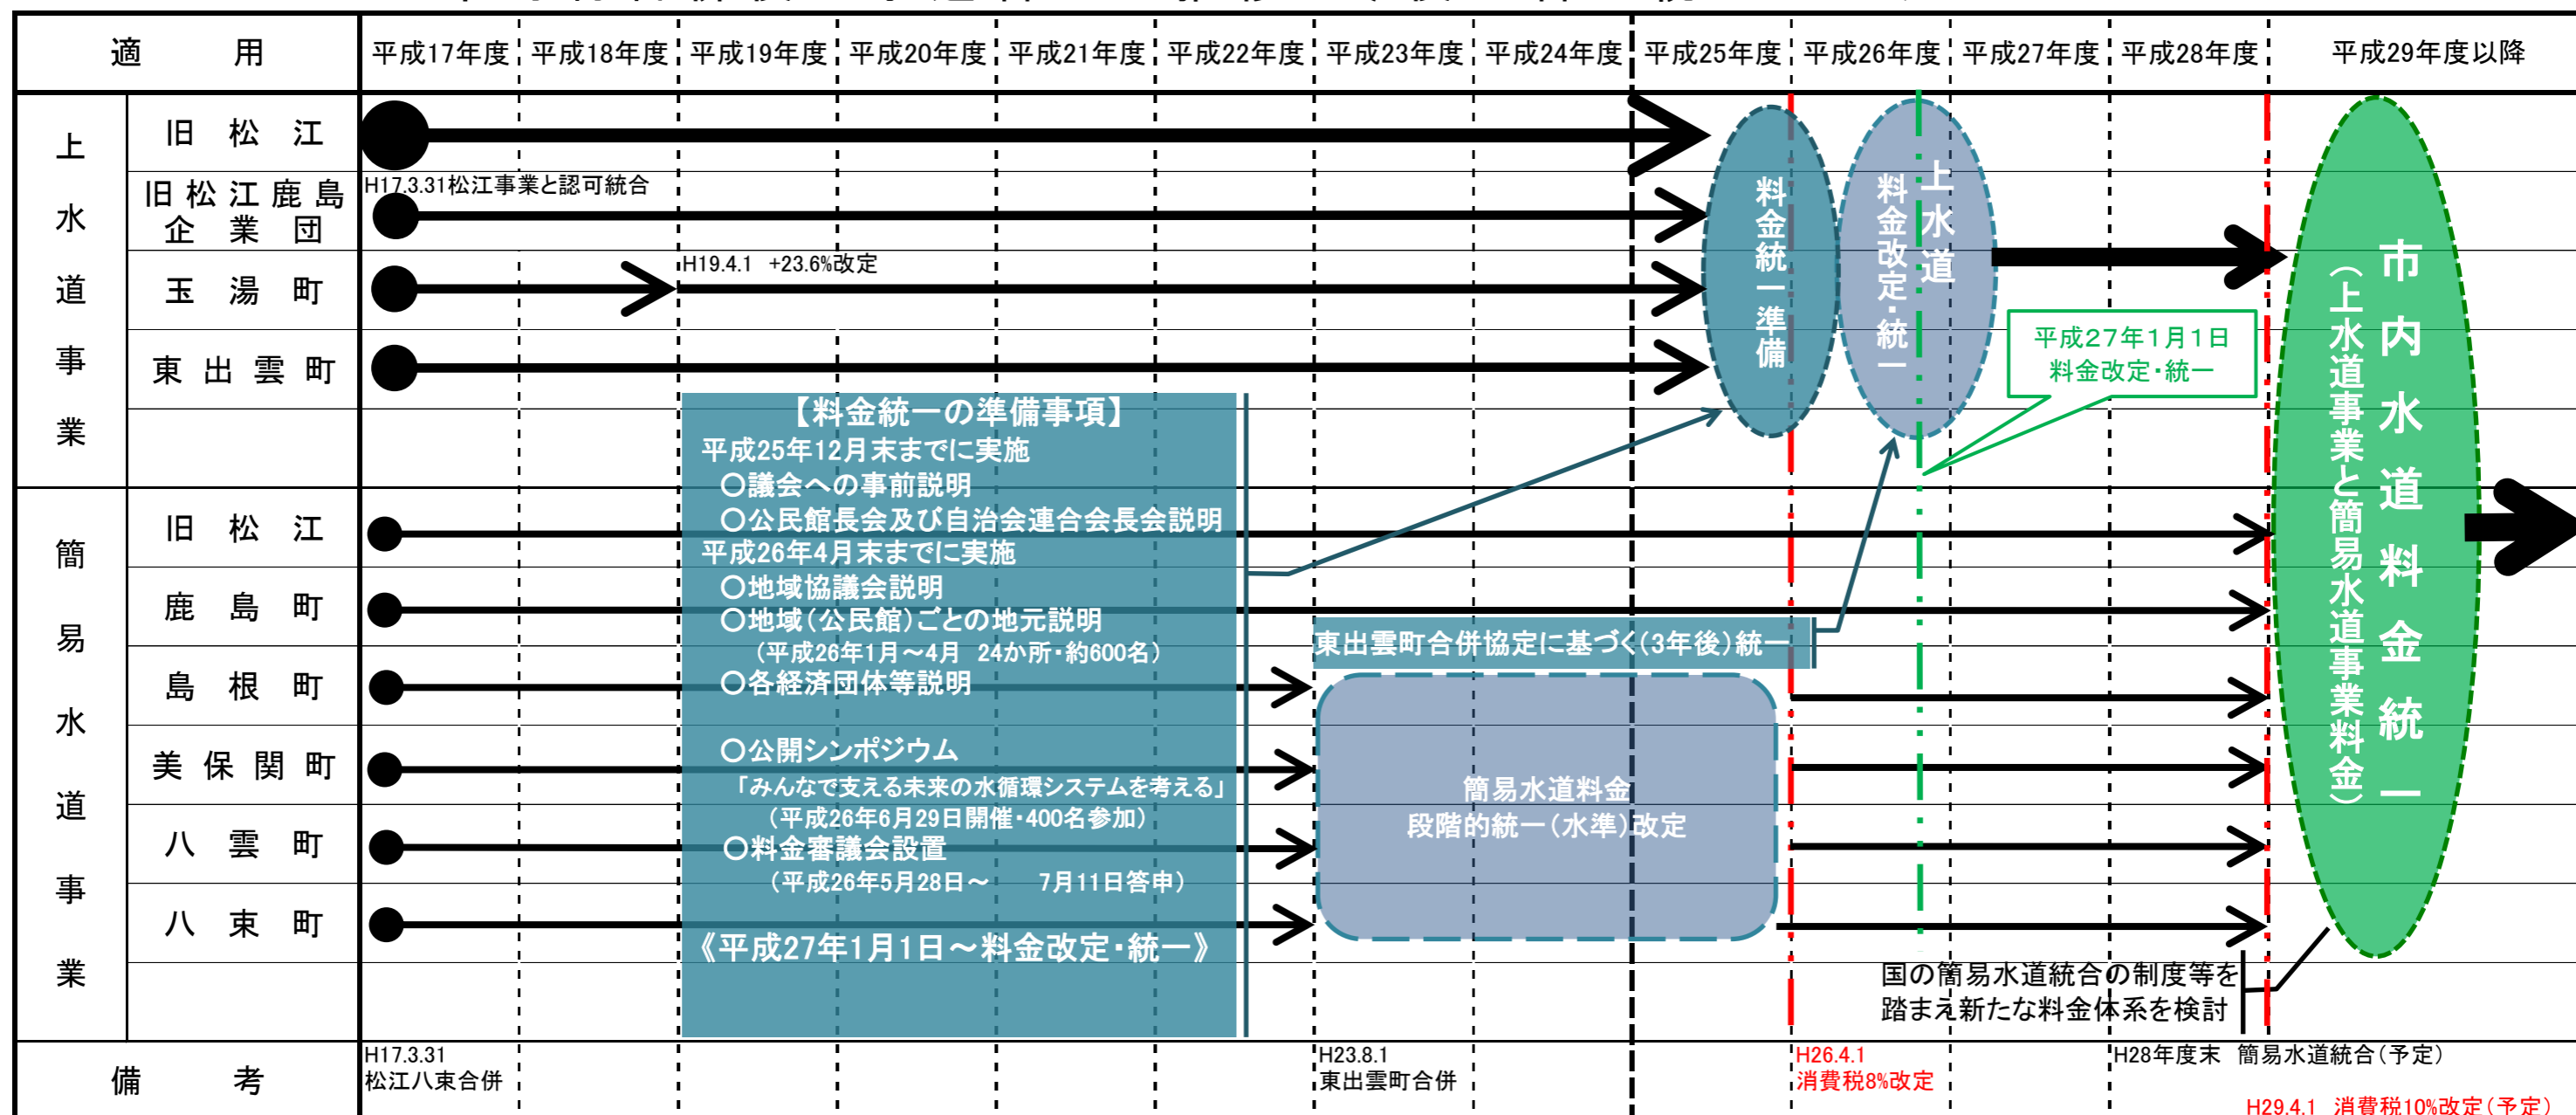 適用 平成17年度 平成18年度 平成19年度 平成20年度 平成21年度 平成22年度 平成23年度 平成24年度 平成25年度 平成26年度 平成27年度 平成28年度 平成29年度以降
上水道事業
旧松江
旧松江鹿島
企業団
H17.3.31松江事業と認可統合
玉湯町
H19.4.1 +23.6%改定
東出雲町
料金統一準備
上水道
料金改定・統一
平成27年1月1日
料金改定・統一
市内水道料金統一
（上水道事業と簡易水道事業料金）
【料金統一の準備事項】
平成25年12月末までに実施
○議会への事前説明
○公民館長会及び自治会連合会長会説明
平成26年4月末までに実施
○地域協議会説明
○地域（公民館）ごとの地元説明
（平成26年1月～4月 24か所・約600名）
○各経済団体等説明
○公開シンポジウム
「みんなで支える未来の水循環システムを考える」
（平成26年6月29日開催・400名参加）
○料金審議会設置
（平成26年5月28日～ 7月11日答申）
《平成27年1月1日～料金改定・統一》
簡易水道事業
旧松江
鹿島町
島根町
美保関町
八雲町
八束町
東出雲町合併協定に基づく（3年後）統一
簡易水道料金
段階的統一（水準）改定
国の簡易水道統合の制度等を
踏まえ新たな料金体系を検討
備考
H17.3.31
松江八束合併
H23.8.1
東出雲町合併
H26.4.1
消費税8%改定
H28年度末 簡易水道統合（予定）
H29.4.1 消費税10%改定（予定）